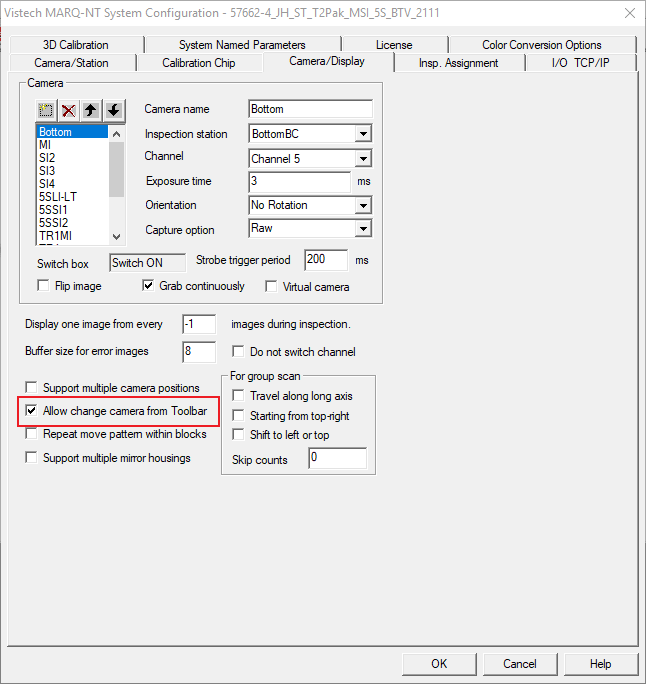 Vistech MARQ-NT System Configuration - 57662-4_JH_ST_T2Pak_MSI_5S_BTV_2111
3D Calibration System Named Parameters License Color Conversion Options
Camera/Station Calibration Chip Camera/Display Insp. Assignment I/O TCP/IP
Camera
Camera name Bottom
Bottom
MI
SI2
SI3
SI4
5SLI-LT
5SSI1
5SSI2
TR1MI
Inspection station BottomBC
Channel Channel 5
Exposure time 3 ms
Orientation No Rotation
Capture option Raw
Switch box Switch ON Strobe trigger period 200 ms
Flip image Grab continuously Virtual camera
Display one image from every -1 images during inspection.
Buffer size for error images 8 Do not switch channel
Support multiple camera positions
Allow change camera from Toolbar
Repeat move pattern within blocks
Support multiple mirror housings
For group scan
Travel along long axis
Starting from top-right
Shift to left or top
Skip counts 0
OK Cancel Help